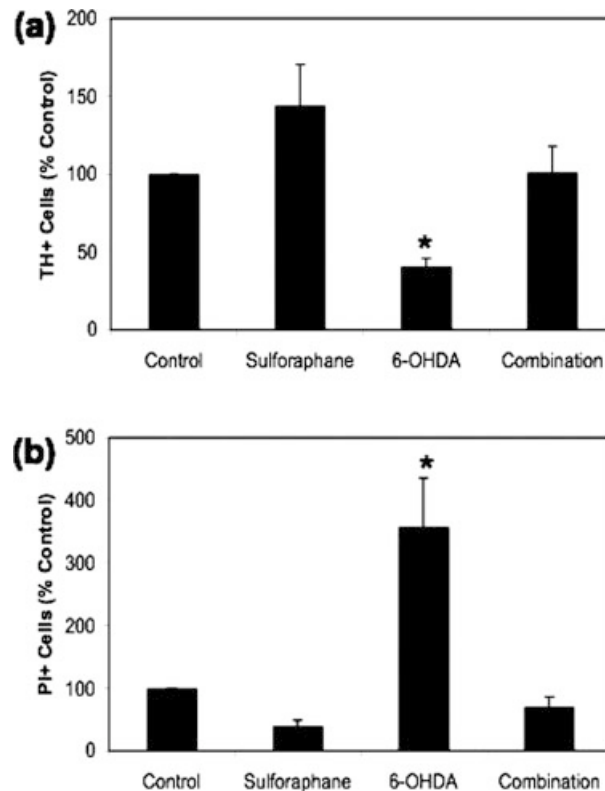 (a)
TH+ Cells (% Control)
200
150
100
50
0
*
Control Sulforaphane 6-OHDA Combination
(b)
PI+ Cells (% Control)
500
400
300
200
100
0
*
Control Sulforaphane 6-OHDA Combination